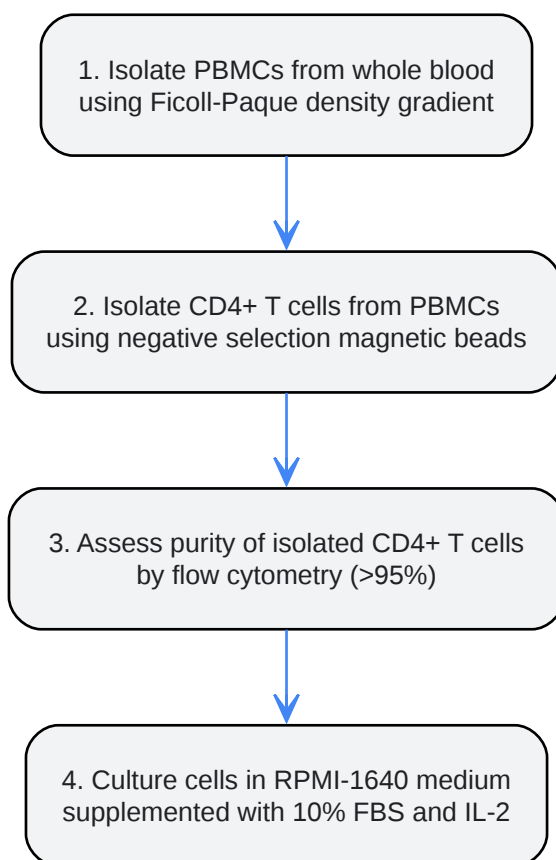 1. Isolate PBMCs from whole blood
using Ficoll-Paque density gradient
2. Isolate CD4+ T cells from PBMCs
using negative selection magnetic beads
3. Assess purity of isolated CD4+ T cells
by flow cytometry (>95%)
4. Culture cells in RPMI-1640 medium
supplemented with 10% FBS and IL-2